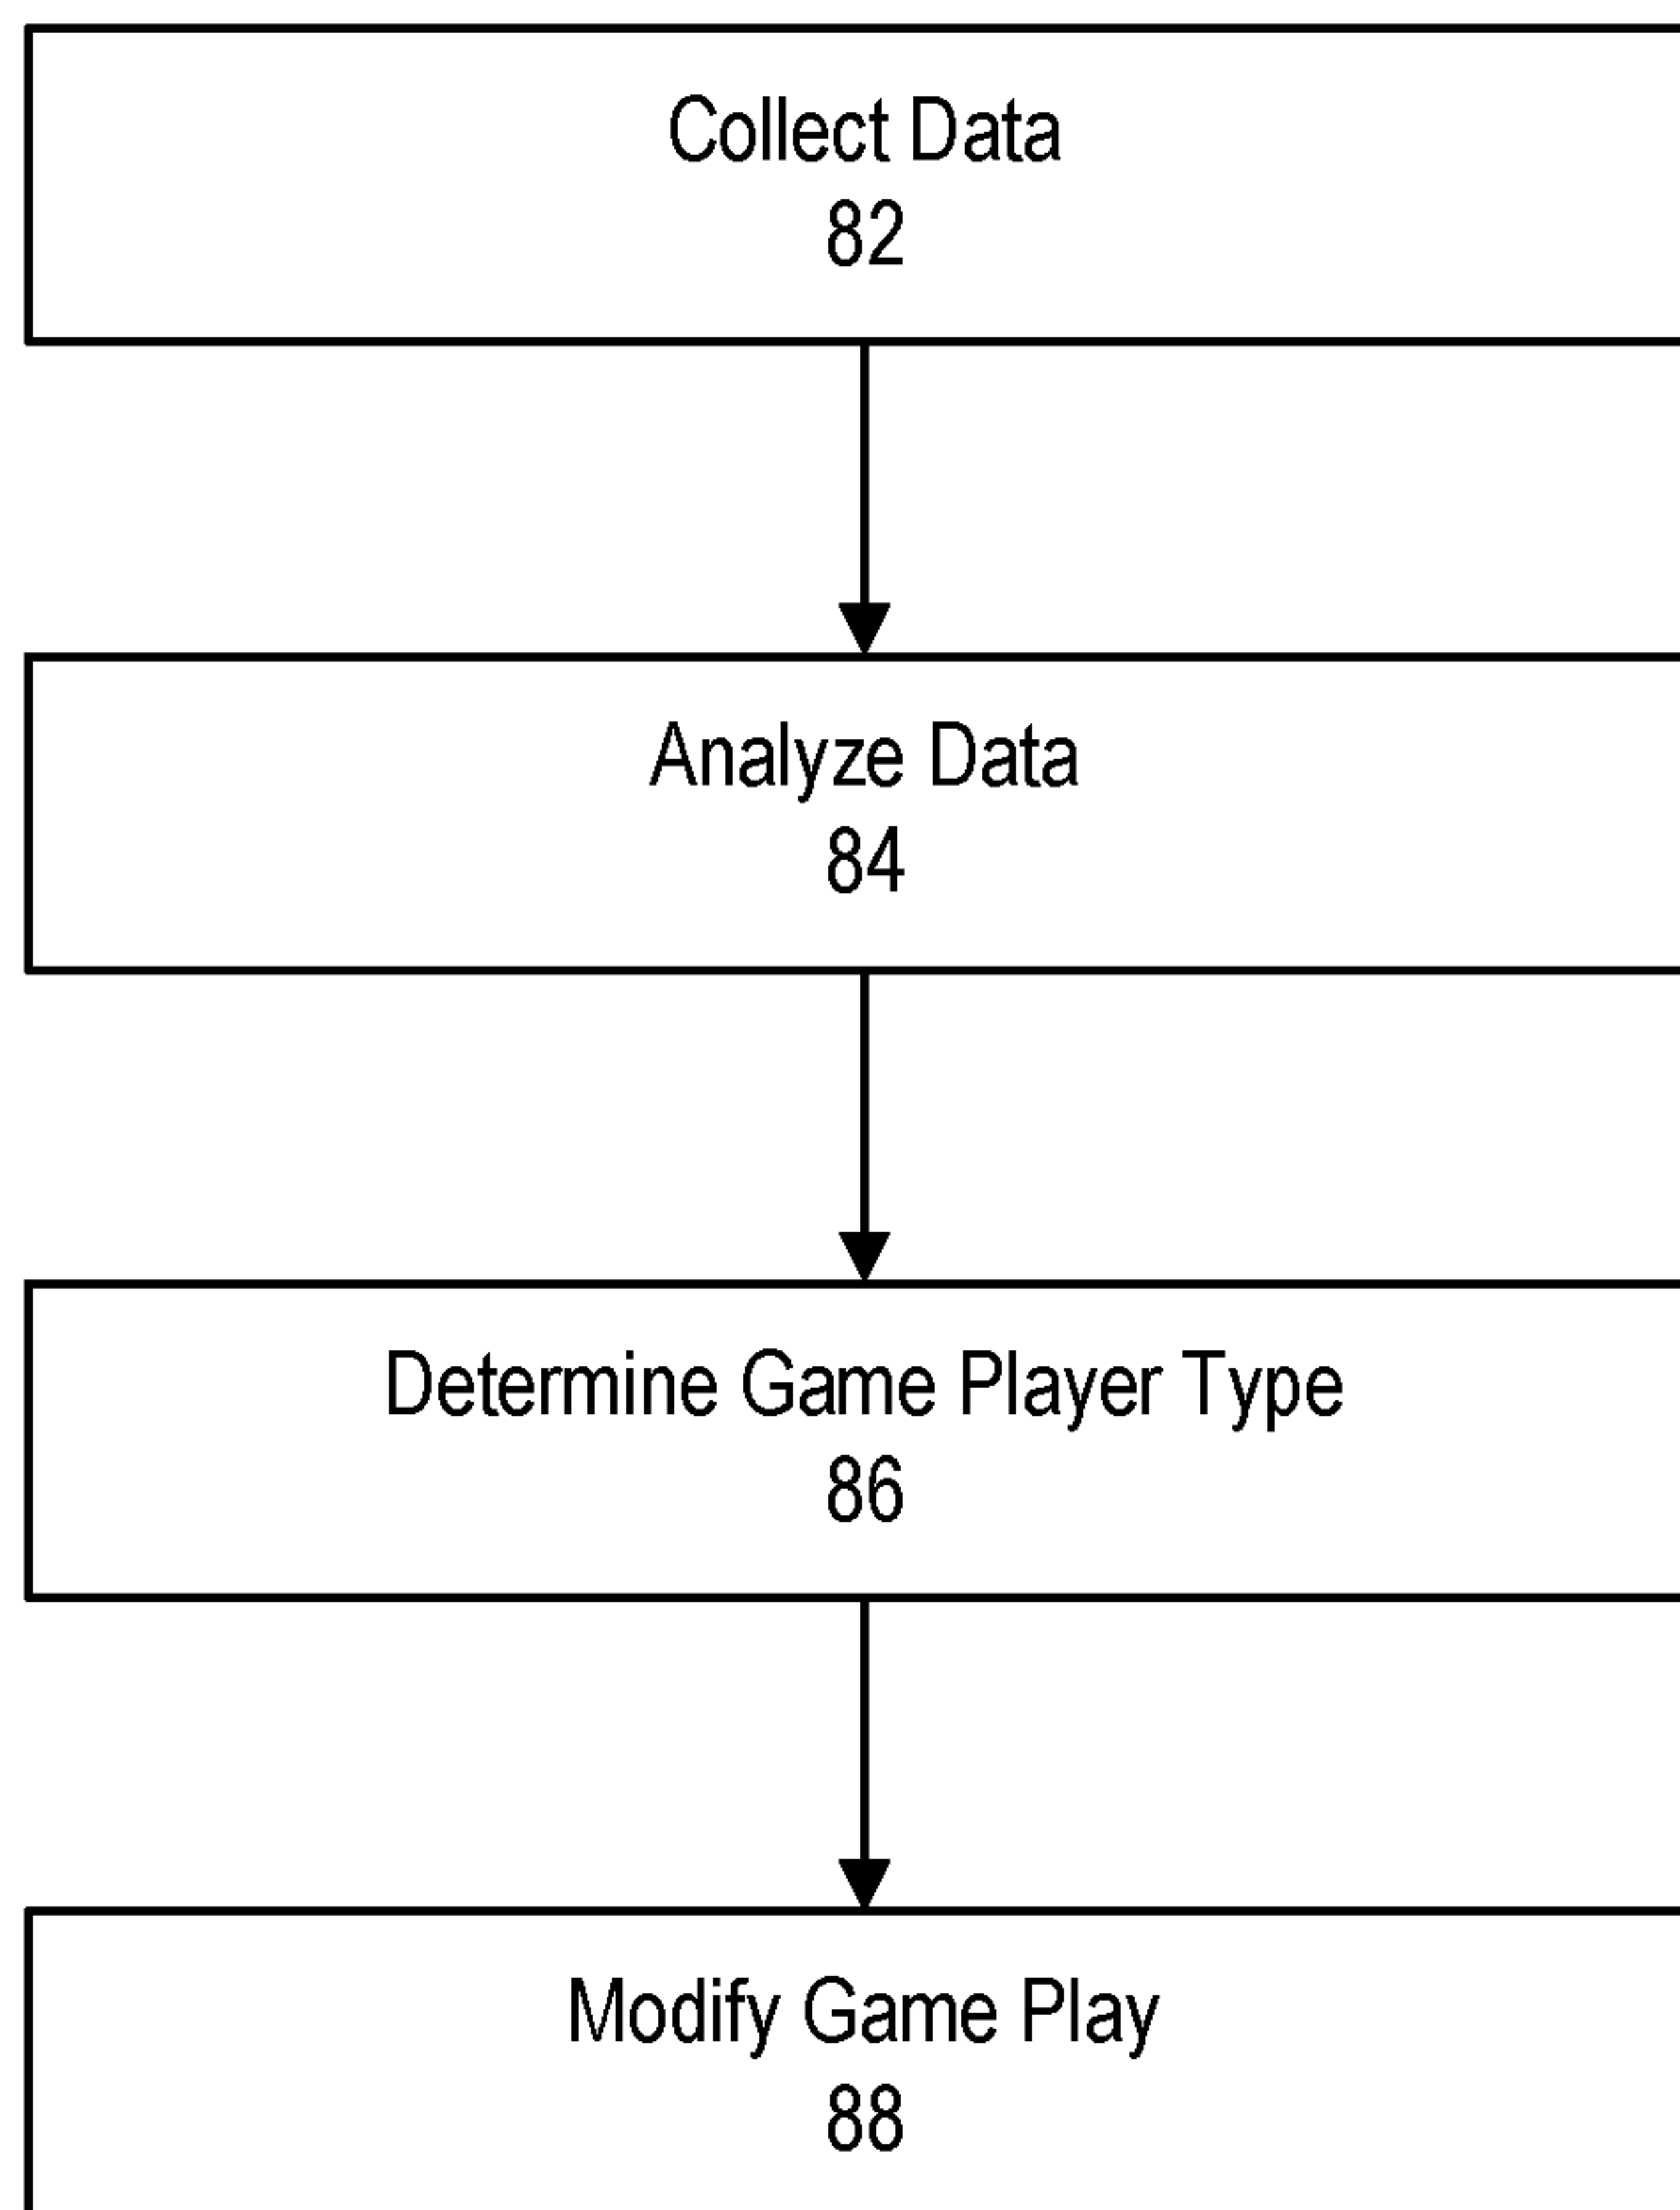 Collect Data
82
Analyze Data
84
Determine Game Player Type
86
Modify Game Play
88